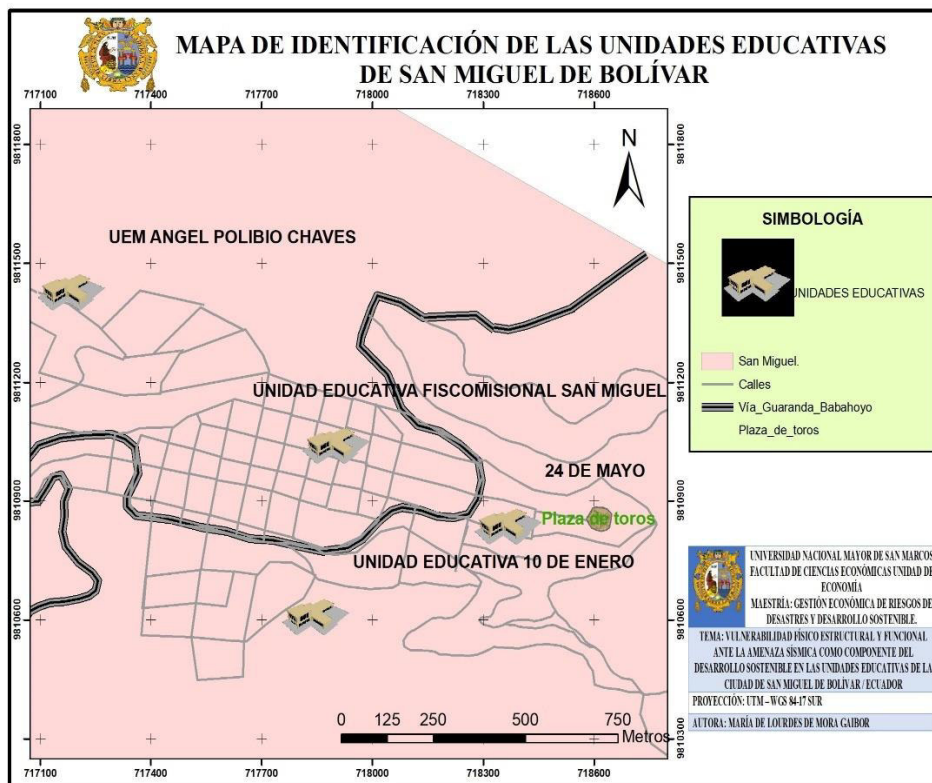 MAPA DE IDENTIFICACIÓN DE LAS UNIDADES EDUCATIVAS
DE SAN MIGUEL DE BOLÍVAR
717100 717400 717700 718000 718300 718600
9811800 9811800
N
UEM ANGEL POLIBIO CHAVES
9811500 9811500
UNIDAD EDUCATIVA FISCOMISIONAL SAN MIGUEL
9811200 9811200
24 DE MAYO
9810900 9810900
Plaza de toros
UNIDAD EDUCATIVA 10 DE ENERO
9810600 9810600
0 125 250 500 750
Metros
9810300 9810300
717100 717400 717700 718000 718300 718600
SIMBOLOGÍA
UNIDADES EDUCATIVAS
San Miguel.
Calles
Vía_Guaranda_Babahoyo
Plaza_de_toros
UNIVERSIDAD NACIONAL MAYOR DE SAN MARCOS
FACULTAD DE CIENCIAS ECONÓMICAS UNIDAD DE
ECONOMÍA
MAESTRÍA: GESTIÓN ECONÓMICA DE RIESGOS DE
DESASTRES Y DESARROLLO SOSTENIBLE.
TEMA: VULNERABILIDAD FÍSICO ESTRUCTURAL Y FUNCIONAL
ANTE LA AMENAZA SÍSMICA COMO COMPONENTE DEL
DESARROLLO SOSTENIBLE EN LAS UNIDADES EDUCATIVAS DE LA
CIUDAD DE SAN MIGUEL DE BOLÍVAR / ECUADOR
PROYECCIÓN: UTM – WGS 84-17 SUR
AUTORA: MARÍA DE LOURDES DE MORA GAIBOR